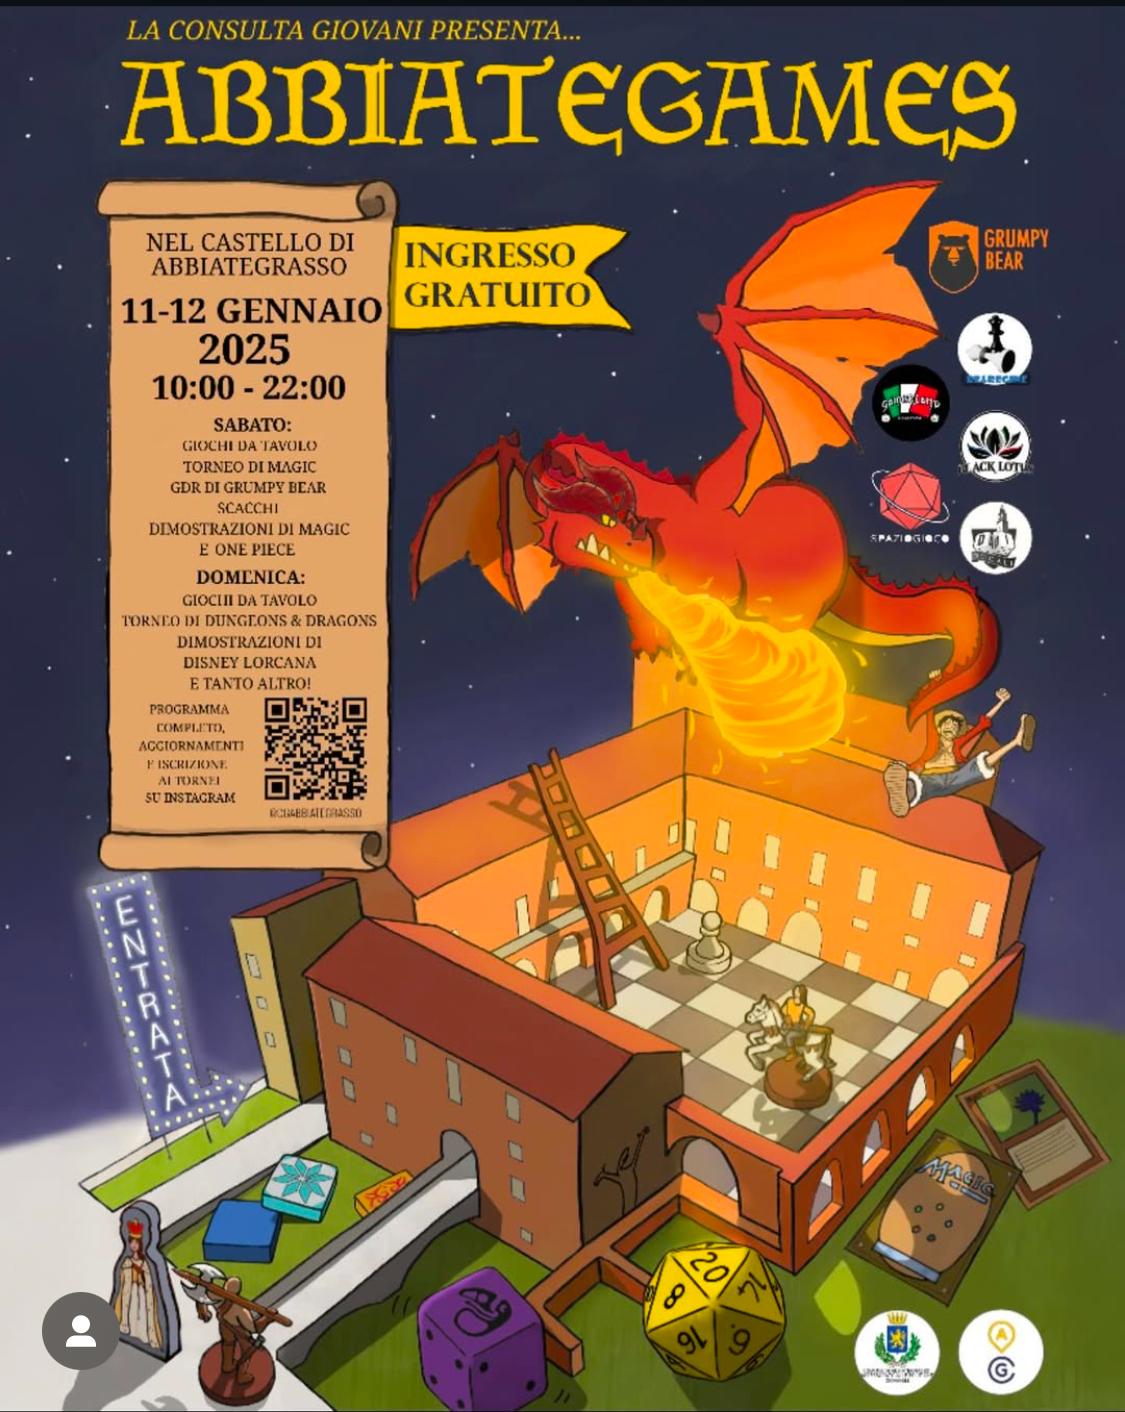 LA CONSULTA GIOVANI PRESENTA...
ABBIATEGAMES
NEL CASTELLO DI
ABBIATEGRASSO
11-12 GENNAIO
2025
10:00 - 22:00
INGRESSO
GRATUITO
SABATO:
GIOCHI DA TAVOLO
TORNEO DI MAGIC
GDR DI GRUMPY BEAR
SCACCHI
DIMOSTRAZIONI DI MAGIC
E ONE PIECE
DOMENICA:
GIOCHI DA TAVOLO
TORNEO DI DUNGEONS & DRAGONS
DIMOSTRAZIONI DI
DISNEY LORCANA
E TANTO ALTRO!
PROGRAMMA
COMPLETO,
AGGIORNAMENTI
E ISCRIZIONE
AI TORNEI
SU INSTAGRAM
@CGABBIATEGRASSO
GRUMPY
BEAR
BLACK LOTUS
SPAZIOGIOCO
ENTRATA
MAGIC
20
8
16
A
G
C